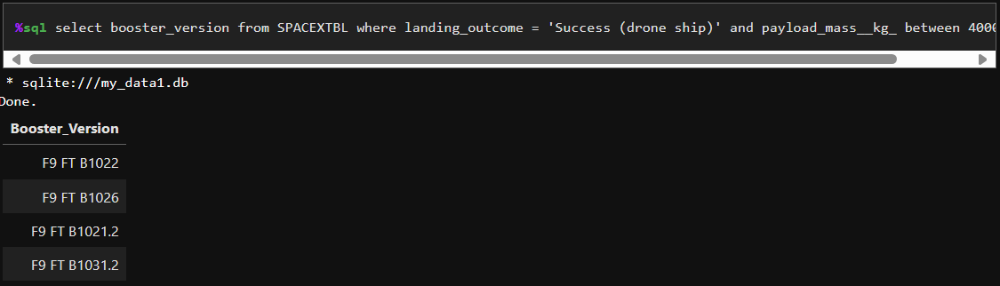 %sql select booster_version from SPACEXTBL where landing_outcome = 'Success (drone ship)' and payload_mass__kg_ between 4000
* sqlite:///my_data1.db
Done.
Booster_Version
F9 FT B1022
F9 FT B1026
F9 FT B1021.2
F9 FT B1031.2